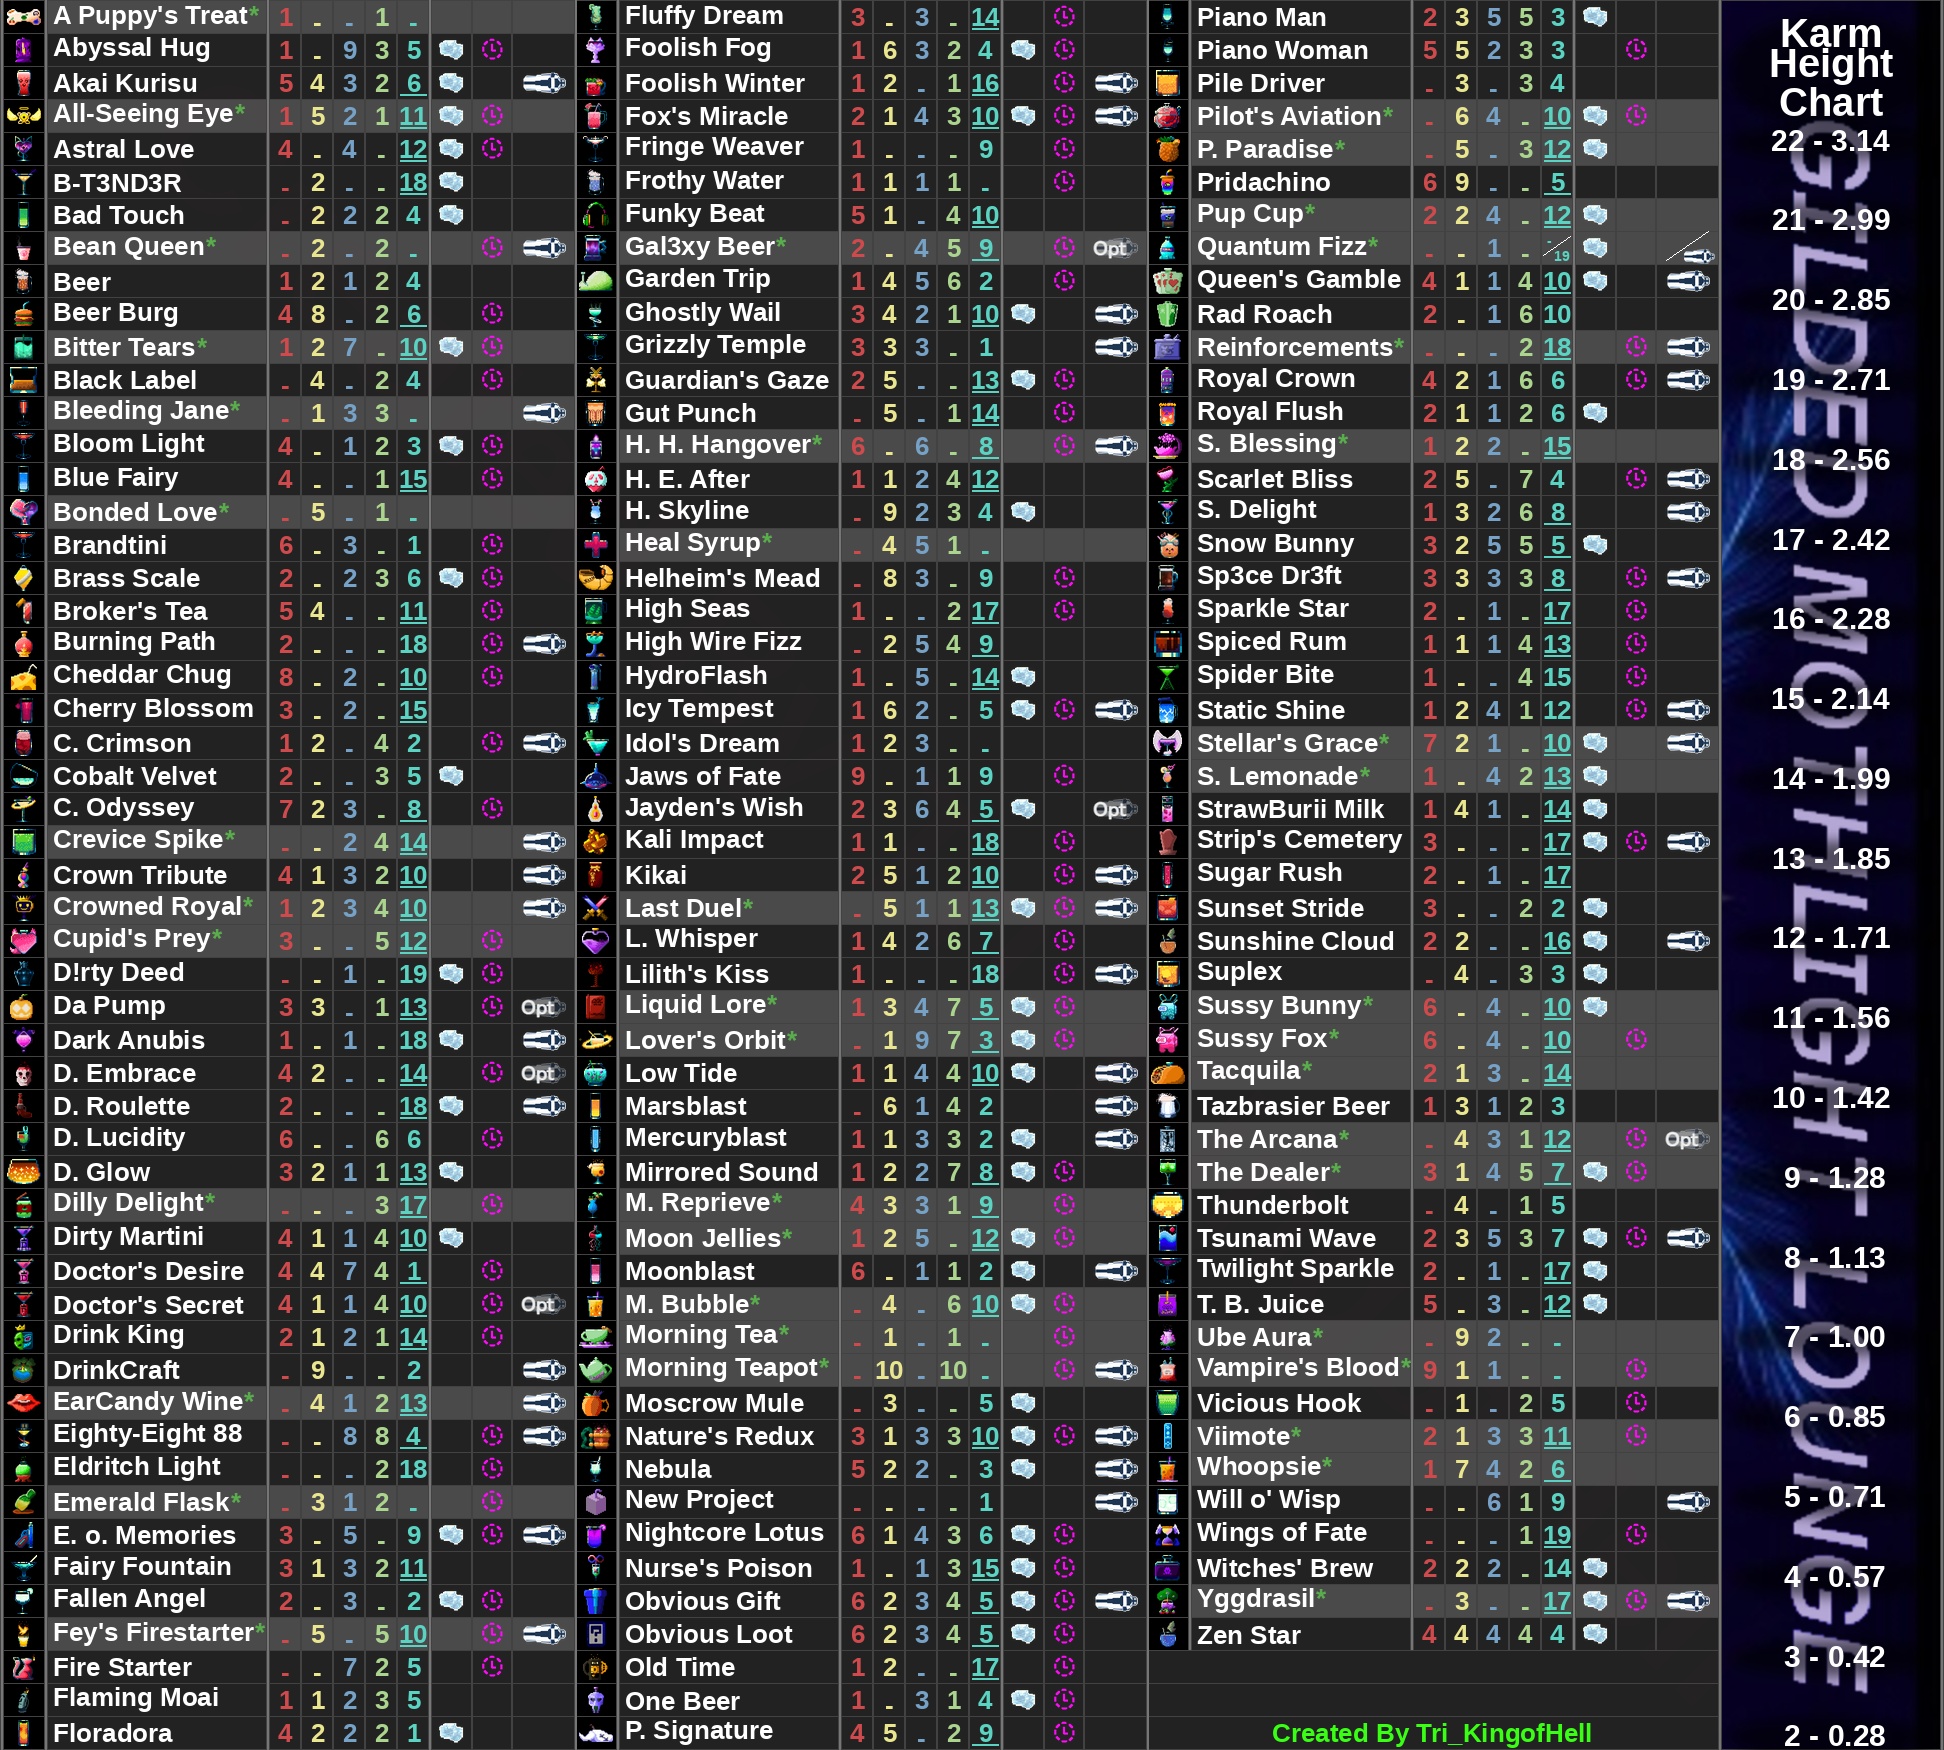 A Puppy's Treat* 1 - - 1 -
Abyssal Hug 1 - 9 3 5
Akai Kurisu 5 4 3 2 6
All-Seeing Eye* 1 5 2 1 11
Astral Love 4 - 4 - 12
B-T3ND3R - 2 - - 18
Bad Touch - 2 2 2 4
Bean Queen* - 2 - 2 -
Beer 1 2 1 2 4
Beer Burg 4 8 - 2 6
Bitter Tears* 1 2 7 - 10
Black Label - 4 - 2 4
Bleeding Jane* - 1 3 3 -
Bloom Light 4 - 1 2 3
Blue Fairy 4 - - 1 15
Bonded Love* - 5 - 1 -
Brandtini 6 - 3 - 1
Brass Scale 2 - 2 3 6
Broker's Tea 5 4 - - 11
Burning Path 2 - - - 18
Cheddar Chug 8 - 2 - 10
Cherry Blossom 3 - 2 - 15
C. Crimson 1 2 - 4 2
Cobalt Velvet 2 - - 3 5
C. Odyssey 7 2 3 - 8
Crevice Spike* - - 2 4 14
Crown Tribute 4 1 3 2 10
Crowned Royal* 1 2 3 4 10
Cupid's Prey* 3 - - 5 12
D!rty Deed - - 1 - 19
Da Pump 3 3 - 1 13 Opt
Dark Anubis 1 - 1 - 18
D. Embrace 4 2 - - 14 Opt
D. Roulette 2 - - - 18
D. Lucidity 6 - - 6 6
D. Glow 3 2 1 1 13
Dilly Delight* - - - 3 17
Dirty Martini 4 1 1 4 10
Doctor's Desire 4 4 7 4 1
Doctor's Secret 4 1 1 4 10 Opt
Drink King 2 1 2 1 14
DrinkCraft - 9 - - 2
EarCandy Wine* - 4 1 2 13
Eighty-Eight 88 - - 8 8 4
Eldritch Light - - - 2 18
Emerald Flask* - 3 1 2 -
E. o. Memories 3 - 5 - 9
Fairy Fountain 3 1 3 2 11
Fallen Angel 2 - 3 - 2
Fey's Firestarter* - 5 - 5 10
Fire Starter - - 7 2 5
Flaming Moai 1 1 2 3 5
Floradora 4 2 2 2 1
Fluffy Dream 3 - 3 - 14
Foolish Fog 1 6 3 2 4
Foolish Winter 1 2 - 1 16
Fox's Miracle 2 1 4 3 10
Fringe Weaver 1 - - - 9
Frothy Water 1 1 1 1 -
Funky Beat 5 1 - 4 10
Gal3xy Beer* 2 - 4 5 9 Opt
Garden Trip 1 4 5 6 2
Ghostly Wail 3 4 2 1 10
Grizzly Temple 3 3 3 - 1
Guardian's Gaze 2 5 - - 13
Gut Punch - 5 - 1 14
H. H. Hangover* 6 - 6 - 8
H. E. After 1 1 2 4 12
H. Skyline - 9 2 3 4
Heal Syrup* - 4 5 1 -
Helheim's Mead - 8 3 - 9
High Seas 1 - - 2 17
High Wire Fizz - 2 5 4 9
HydroFlash 1 - 5 - 14
Icy Tempest 1 6 2 - 5
Idol's Dream 1 2 3 - -
Jaws of Fate 9 - 1 1 9
Jayden's Wish 2 3 6 4 5 Opt
Kali Impact 1 1 - - 18
Kikai 2 5 1 2 10
Last Duel* - 5 1 1 13
L. Whisper 1 4 2 6 7
Lilith's Kiss 1 - - - 18
Liquid Lore* 1 3 4 7 5
Lover's Orbit* - 1 9 7 3
Low Tide 1 1 4 4 10
Marsblast - 6 1 4 2
Mercuryblast 1 1 3 3 2
Mirrored Sound 1 2 2 7 8
M. Reprieve* 4 3 3 1 9
Moon Jellies* 1 2 5 - 12
Moonblast 6 - 1 1 2
M. Bubble* - 4 - 6 10
Morning Tea* - 1 - 1 -
Morning Teapot* - 10 - 10 -
Moscrow Mule - 3 - - 5
Nature's Redux 3 1 3 3 10
Nebula 5 2 2 - 3
New Project - - - - 1
Nightcore Lotus 6 1 4 3 6
Nurse's Poison 1 - 1 3 15
Obvious Gift 6 2 3 4 5
Obvious Loot 6 2 3 4 5
Old Time 1 2 - - 17
One Beer 1 - 3 1 4
P. Signature 4 5 - 2 9
Piano Man 2 3 5 5 3
Piano Woman 5 5 2 3 3
Pile Driver - 3 - 3 4
Pilot's Aviation* - 6 4 - 10
P. Paradise* - 5 - 3 12
Pridachino 6 9 - - 5
Pup Cup* 2 2 4 - 12
Quantum Fizz* - - 1 - -/19
Queen's Gamble 4 1 1 4 10
Rad Roach 2 - 1 6 10
Reinforcements* - - - 2 18
Royal Crown 4 2 1 6 6
Royal Flush 2 1 1 2 6
S. Blessing* 1 2 2 - 15
Scarlet Bliss 2 5 - 7 4
S. Delight 1 3 2 6 8
Snow Bunny 3 2 5 5 5
Sp3ce Dr3ft 3 3 3 3 8
Sparkle Star 2 - 1 - 17
Spiced Rum 1 1 1 4 13
Spider Bite 1 - - 4 15
Static Shine 1 2 4 1 12
Stellar's Grace* 7 2 1 - 10
S. Lemonade* 1 - 4 2 13
StrawBurii Milk 1 4 1 - 14
Strip's Cemetery 3 - - - 17
Sugar Rush 2 - 1 - 17
Sunset Stride 3 - - 2 2
Sunshine Cloud 2 2 - - 16
Suplex - 4 - 3 3
Sussy Bunny* 6 - 4 - 10
Sussy Fox* 6 - 4 - 10
Tacquila* 2 1 3 - 14
Tazbrasier Beer 1 3 1 2 3
The Arcana* - 4 3 1 12 Opt
The Dealer* 3 1 4 5 7
Thunderbolt - 4 - 1 5
Tsunami Wave 2 3 5 3 7
Twilight Sparkle 2 - 1 - 17
T. B. Juice 5 - 3 - 12
Ube Aura* - 9 2 - -
Vampire's Blood* 9 1 1 - -
Vicious Hook - 1 - 2 5
Viimote* 2 1 3 3 11
Whoopsie* 1 7 4 2 6
Will o' Wisp - - 6 1 9
Wings of Fate - - - 1 19
Witches' Brew 2 2 2 - 14
Yggdrasil* - 3 - - 17
Zen Star 4 4 4 4 4
Created By Tri_KingofHell
Karm
Height
Chart
22 - 3.14
21 - 2.99
20 - 2.85
19 - 2.71
18 - 2.56
17 - 2.42
16 - 2.28
15 - 2.14
14 - 1.99
13 - 1.85
12 - 1.71
11 - 1.56
10 - 1.42
9 - 1.28
8 - 1.13
7 - 1.00
6 - 0.85
5 - 0.71
4 - 0.57
3 - 0.42
2 - 0.28
GILDED MOTHLIGHT LOUNGE